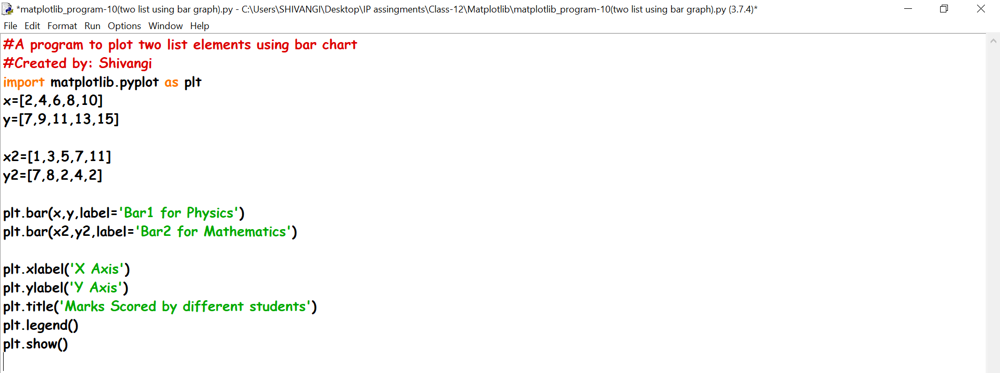 *matplotlib_program-10(two list using bar graph).py - C:\Users\SHIVANGI\Desktop\IP assingments\Class-12\Matplotlib\matplotlib_program-10(two list using bar graph).py (3.7.4)*
File Edit Format Run Options Window Help
#A program to plot two list elements using bar chart
#Created by: Shivangi
import matplotlib.pyplot as plt
x=[2,4,6,8,10]
y=[7,9,11,13,15]
x2=[1,3,5,7,11]
y2=[7,8,2,4,2]
plt.bar(x,y,label='Bar1 for Physics')
plt.bar(x2,y2,label='Bar2 for Mathematics')
plt.xlabel('X Axis')
plt.ylabel('Y Axis')
plt.title('Marks Scored by different students')
plt.legend()
plt.show()